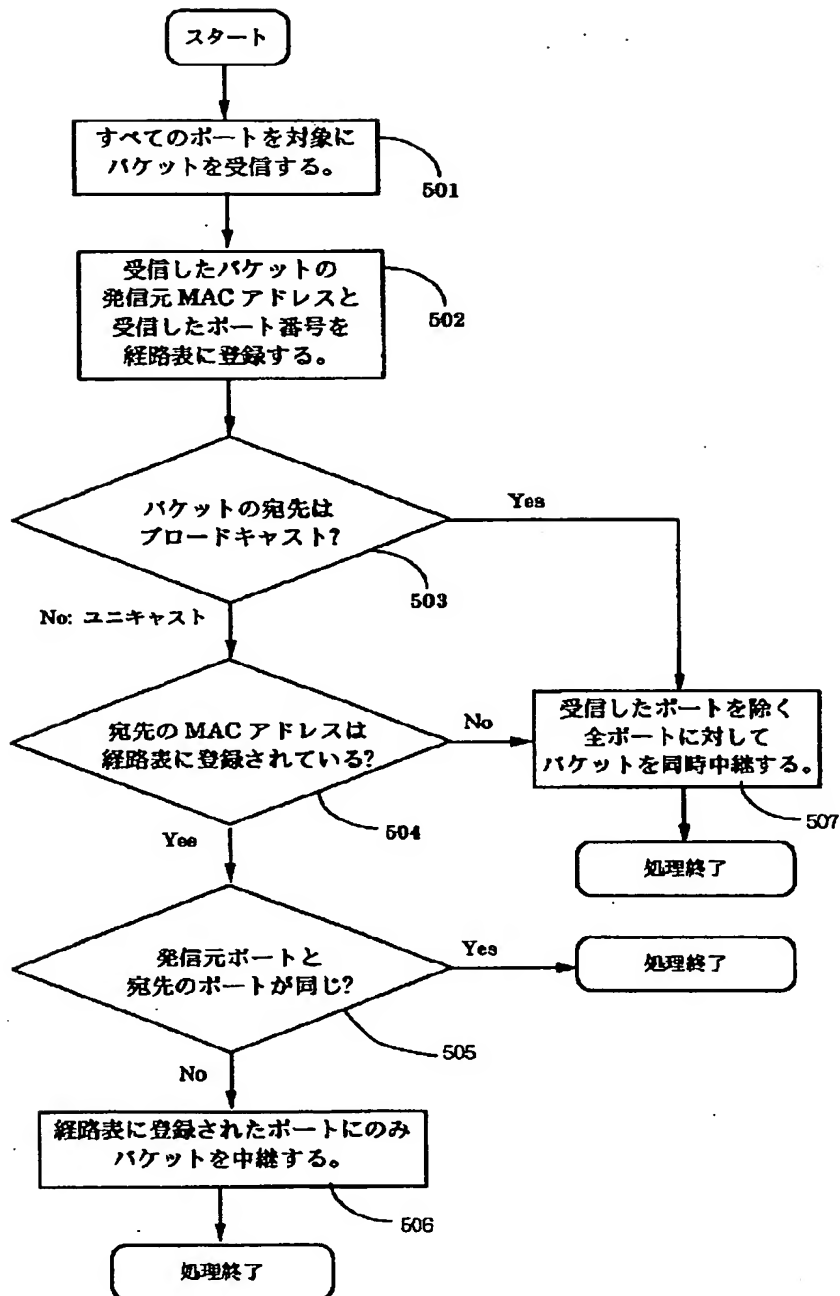 スタート
すべてのポートを対象に
パケットを受信する。
501
受信したパケットの
発信元 MAC アドレスと
受信したポート番号を
経路表に登録する。
502
パケットの宛先は
ブロードキャスト?
503
Yes
No: ユニキャスト
宛先の MAC アドレスは
経路表に登録されている?
504
No
受信したポートを除く
全ポートに対して
パケットを同時中継する。
507
処理終了
Yes
発信元ポートと
宛先のポートが同じ?
505
Yes
処理終了
No
経路表に登録されたポートにのみ
パケットを中継する。
506
処理終了